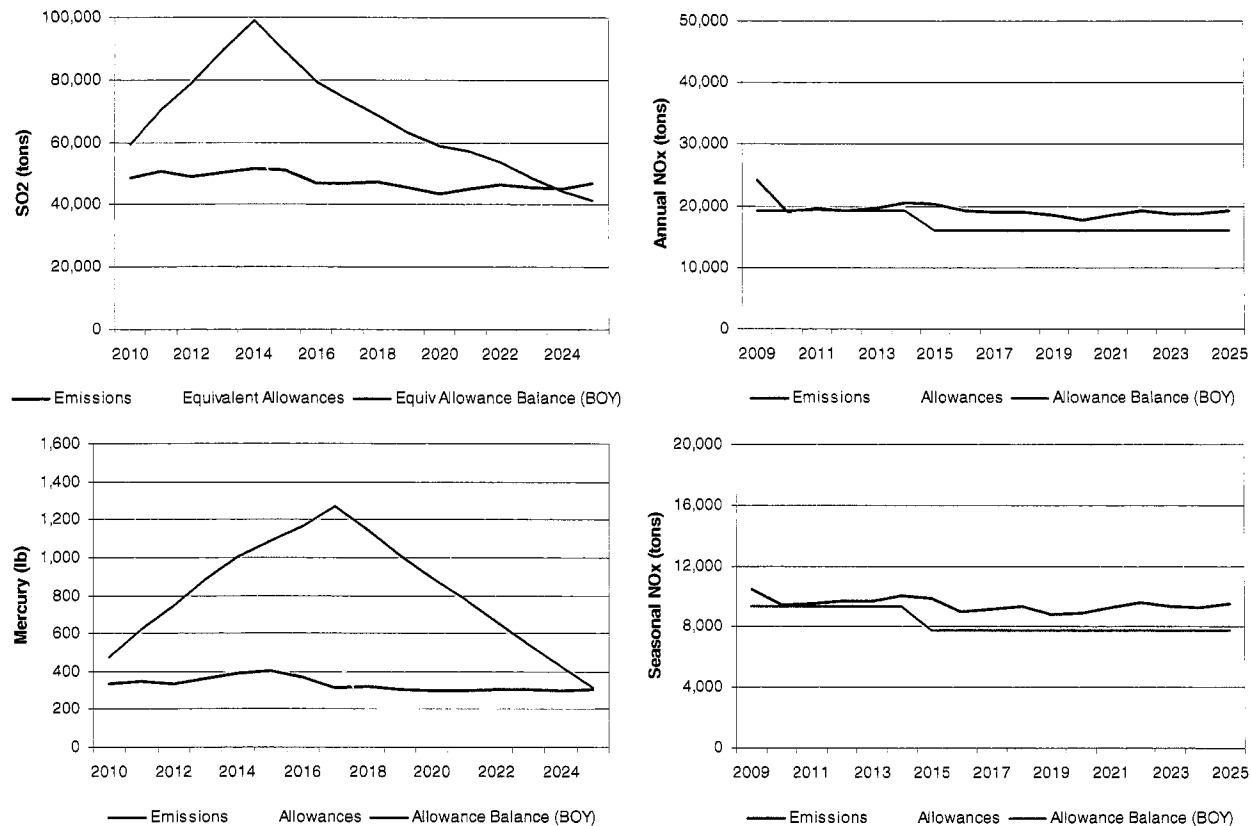 SO2 (tons)
100,000
80,000
60,000
40,000
20,000
0
2010 2012 2014 2016 2018 2020 2022 2024
Emissions Equivalent Allowances Equiv Allowance Balance (BOY)
Annual NOx (tons)
50,000
40,000
30,000
20,000
10,000
0
2009 2011 2013 2015 2017 2019 2021 2023 2025
Emissions Allowances Allowance Balance (BOY)
Mercury (lb)
1,600
1,400
1,200
1,000
800
600
400
200
0
2010 2012 2014 2016 2018 2020 2022 2024
Emissions Allowances Allowance Balance (BOY)
Seasonal NOx (tons)
20,000
16,000
12,000
8,000
4,000
0
2009 2011 2013 2015 2017 2019 2021 2023 2025
Emissions Allowances Allowance Balance (BOY)